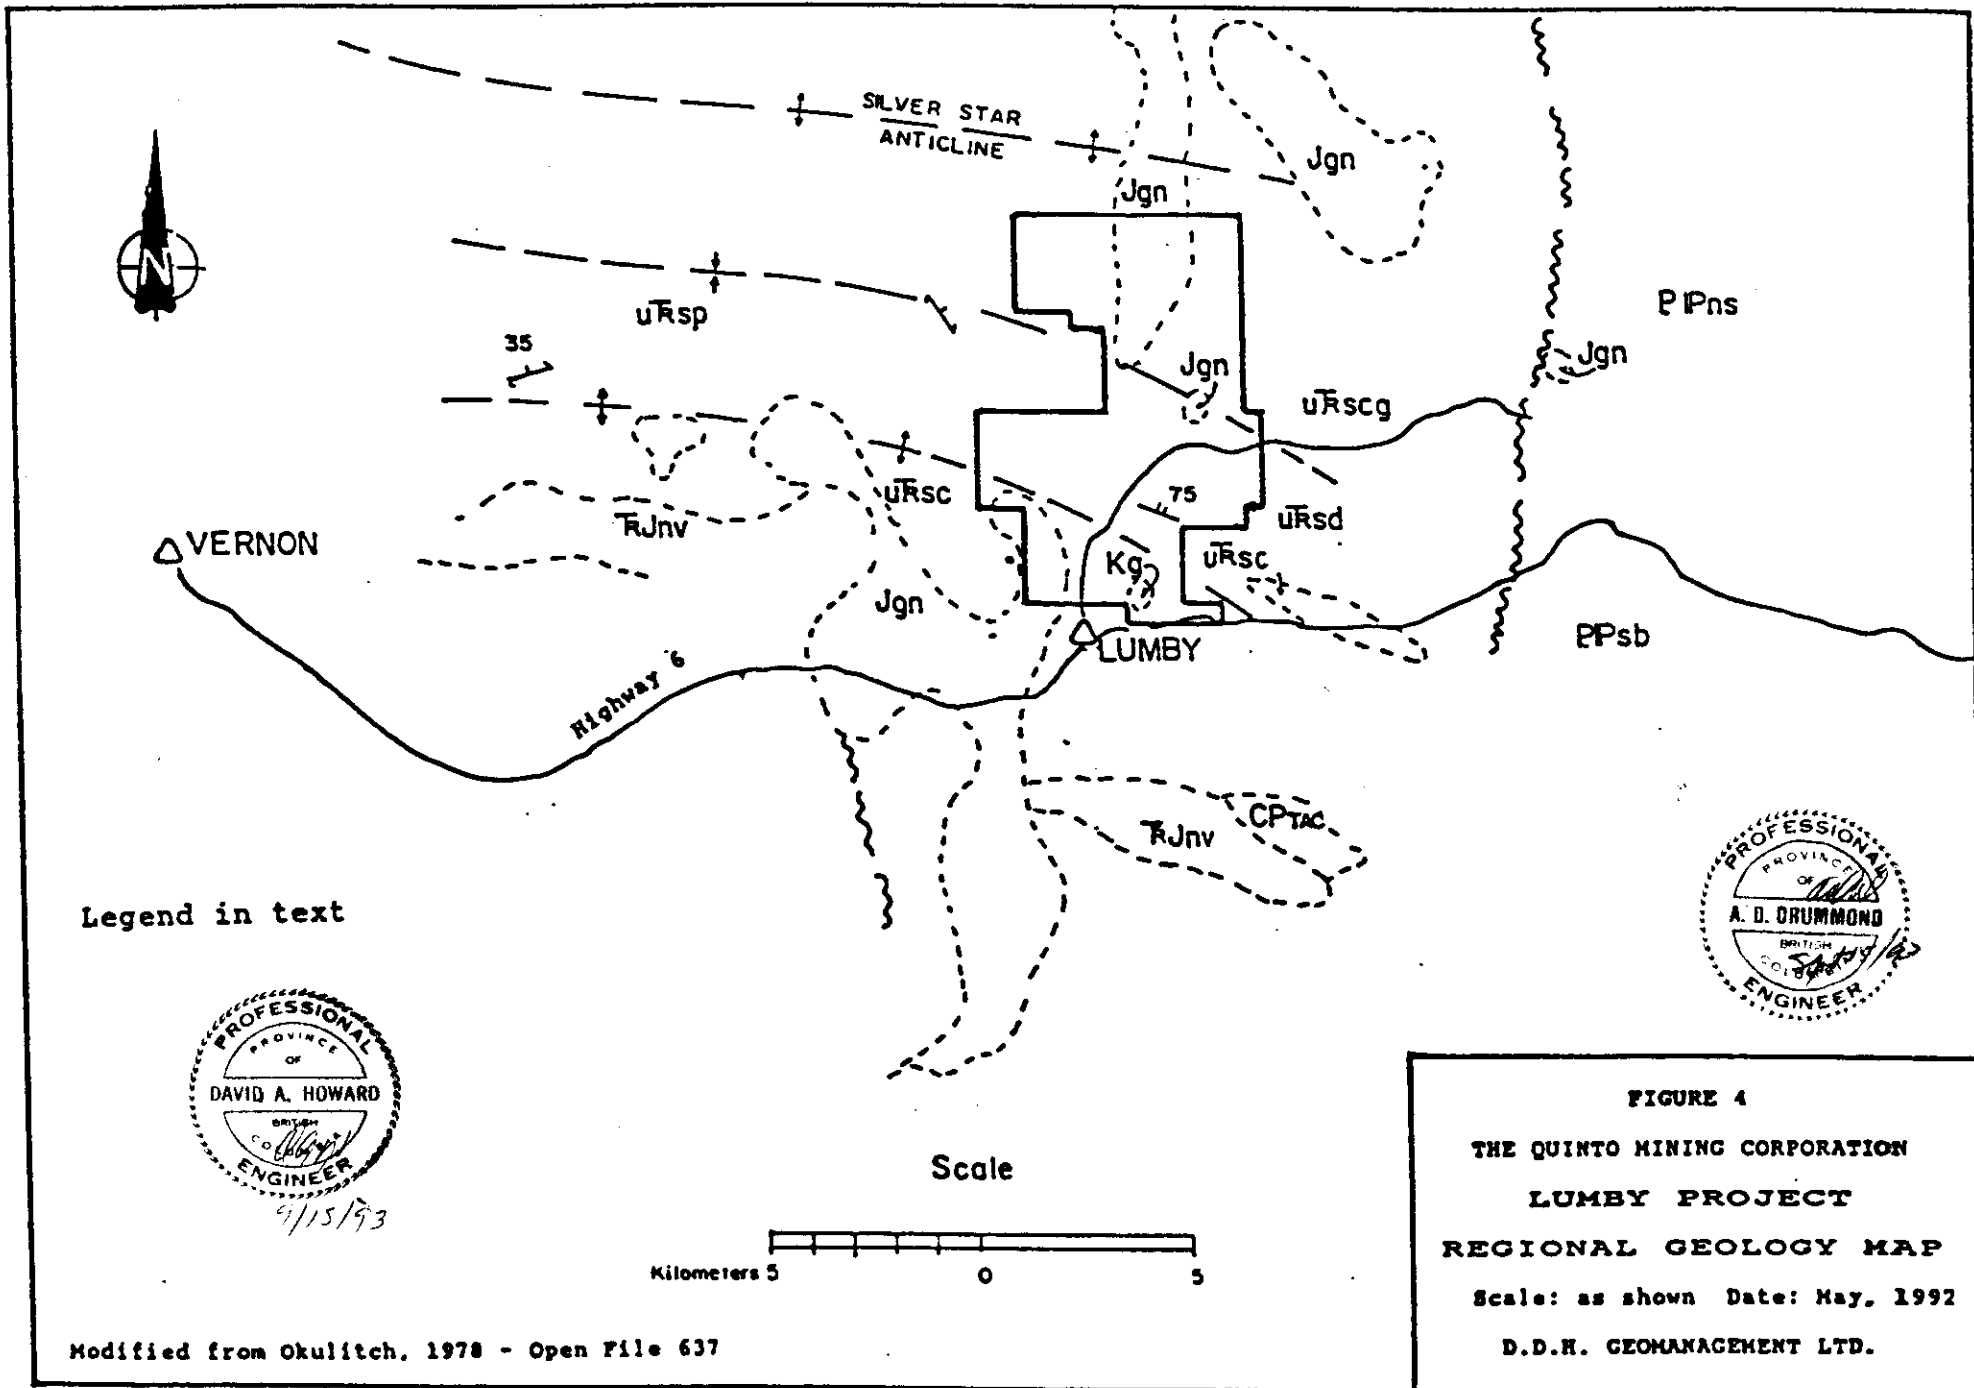 SILVER STAR
ANTICLINE
Jgn
Jgn
N
uTRsp
PIPns
35
Jgn
Jgn
uTRscg
uTRsc
75
TRJnv
uTRsd
VERNON
Kg
uTRsc
Jgn
LUMBY
PPsb
Highway 6
CPTAC
TRJnv
PROFESSIONAL
PROVINCE
OF
A. D. DRUMMOND
BRITISH
COLUMBIA
ENGINEER
Legend in text
PROFESSIONAL
PROVINCE
OF
DAVID A. HOWARD
BRITISH
ENGINEER
9/15/93
Scale
Kilometers 5 0 5
FIGURE 4
THE QUINTO MINING CORPORATION
LUMBY PROJECT
REGIONAL GEOLOGY MAP
Scale: as shown Date: May, 1992
D.D.H. GEOMANAGEMENT LTD.
Modified from Okulitch, 1978 - Open File 637